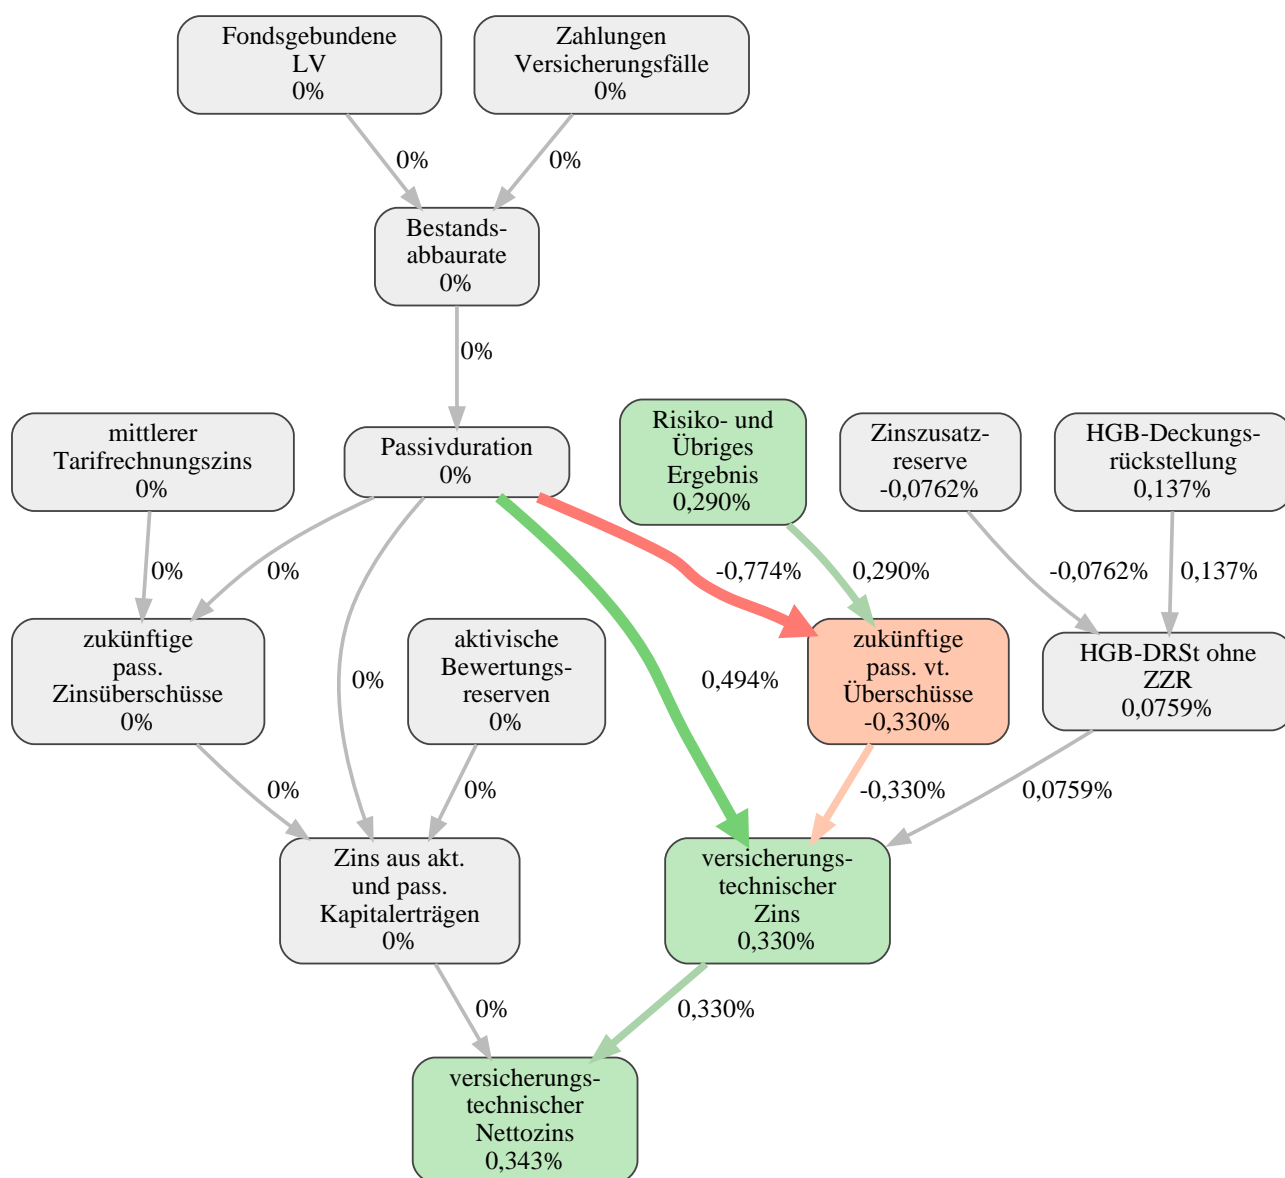 Fondsgebundene
LV
0%
Zahlungen
Versicherungsfälle
0%
0%
0%
Bestands-
abbaurate
0%
0%
mittlerer
Tarifrechnungszins
0%
Passivduration
0%
Risiko- und
Übriges
Ergebnis
0,290%
Zinszusatz-
reserve
-0,0762%
HGB-Deckungs-
rückstellung
0,137%
0%
0%
-0,774%
0,290%
-0,0762%
0,137%
zukünftige
pass.
Zinsüberschüsse
0%
0%
aktivische
Bewertungs-
reserven
0%
0,494%
zukünftige
pass. vt.
Überschüsse
-0,330%
HGB-DRSt ohne
ZZR
0,0759%
0%
0%
-0,330%
0,0759%
Zins aus akt.
und pass.
Kapitalerträgen
0%
versicherungs-
technischer
Zins
0,330%
0%
0,330%
versicherungs-
technischer
Nettozins
0,343%